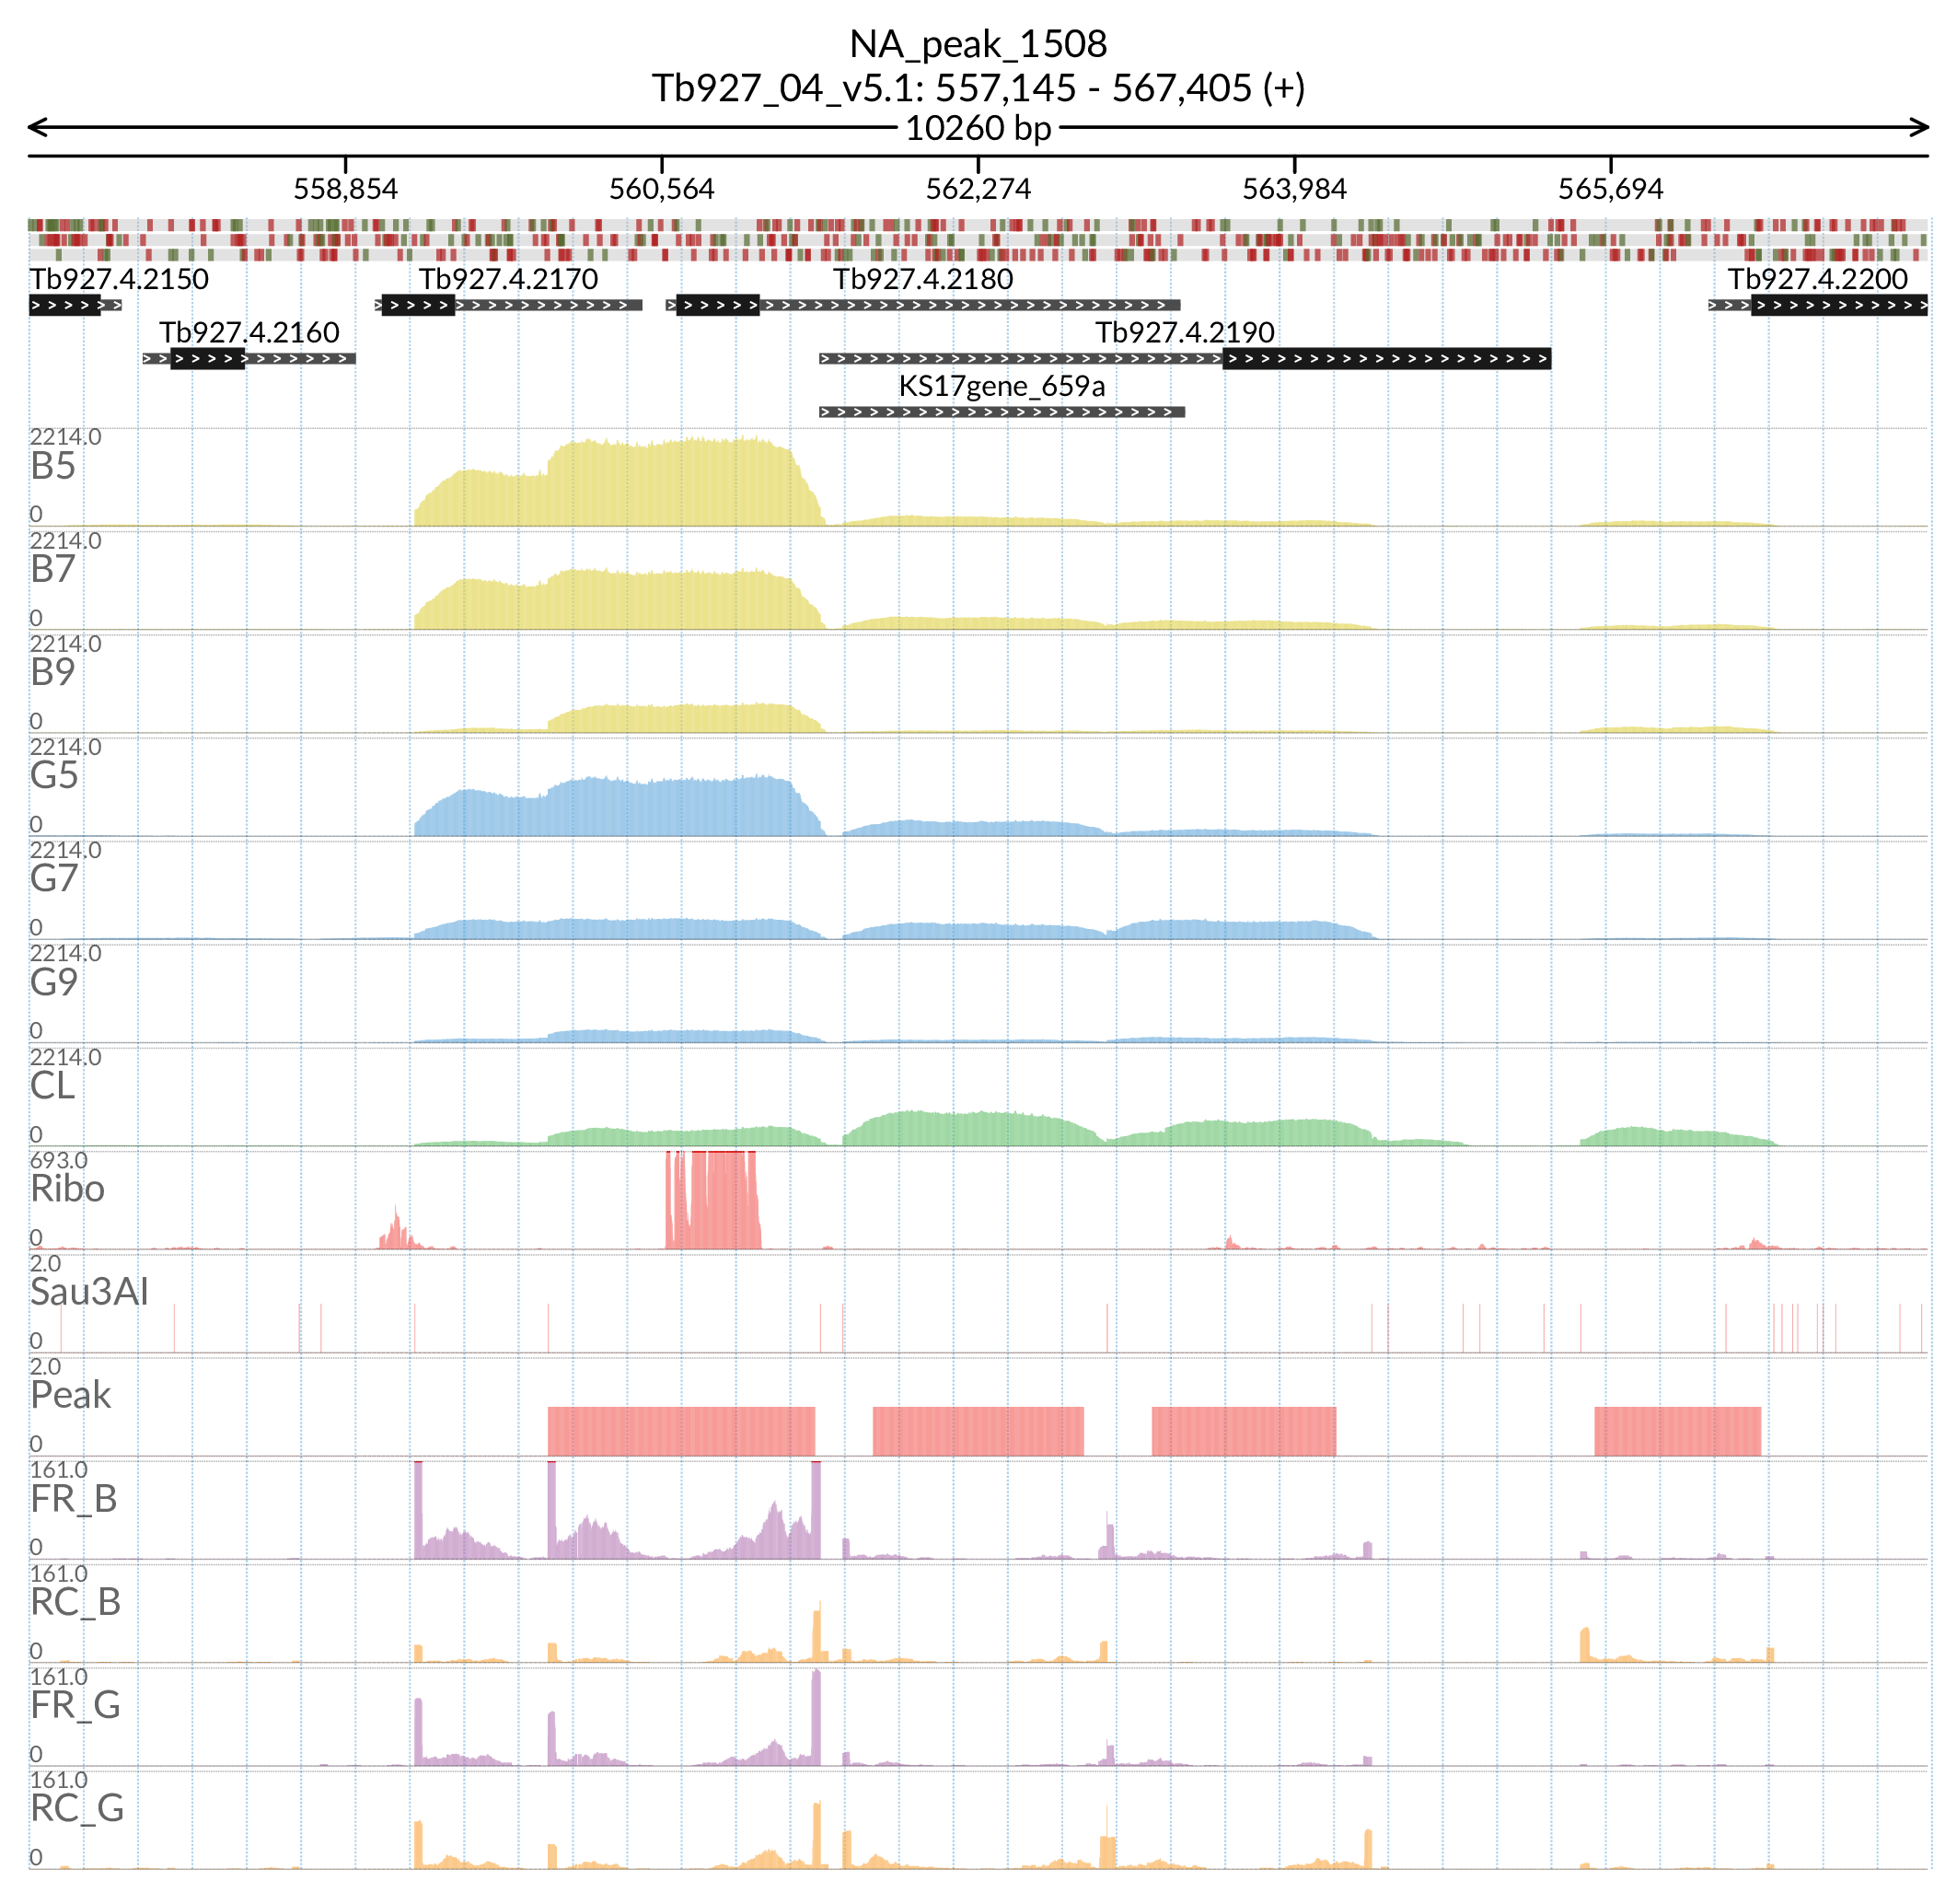 NA_peak_1508
Tb927_04_v5.1: 557,145 - 567,405 (+)
10260 bp
558,854 560,564 562,274 563,984 565,694
Tb927.4.2150 Tb927.4.2170 Tb927.4.2180 Tb927.4.2200
Tb927.4.2160 Tb927.4.2190
KS17gene_659a
2214.0
B5
0
2214.0
B7
0
2214.0
B9
0
2214.0
G5
0
2214.0
G7
0
2214.0
G9
0
2214.0
CL
0
693.0
Ribo
0
2.0
Sau3AI
0
2.0
Peak
0
161.0
FR_B
0
161.0
RC_B
0
161.0
FR_G
0
161.0
RC_G
0